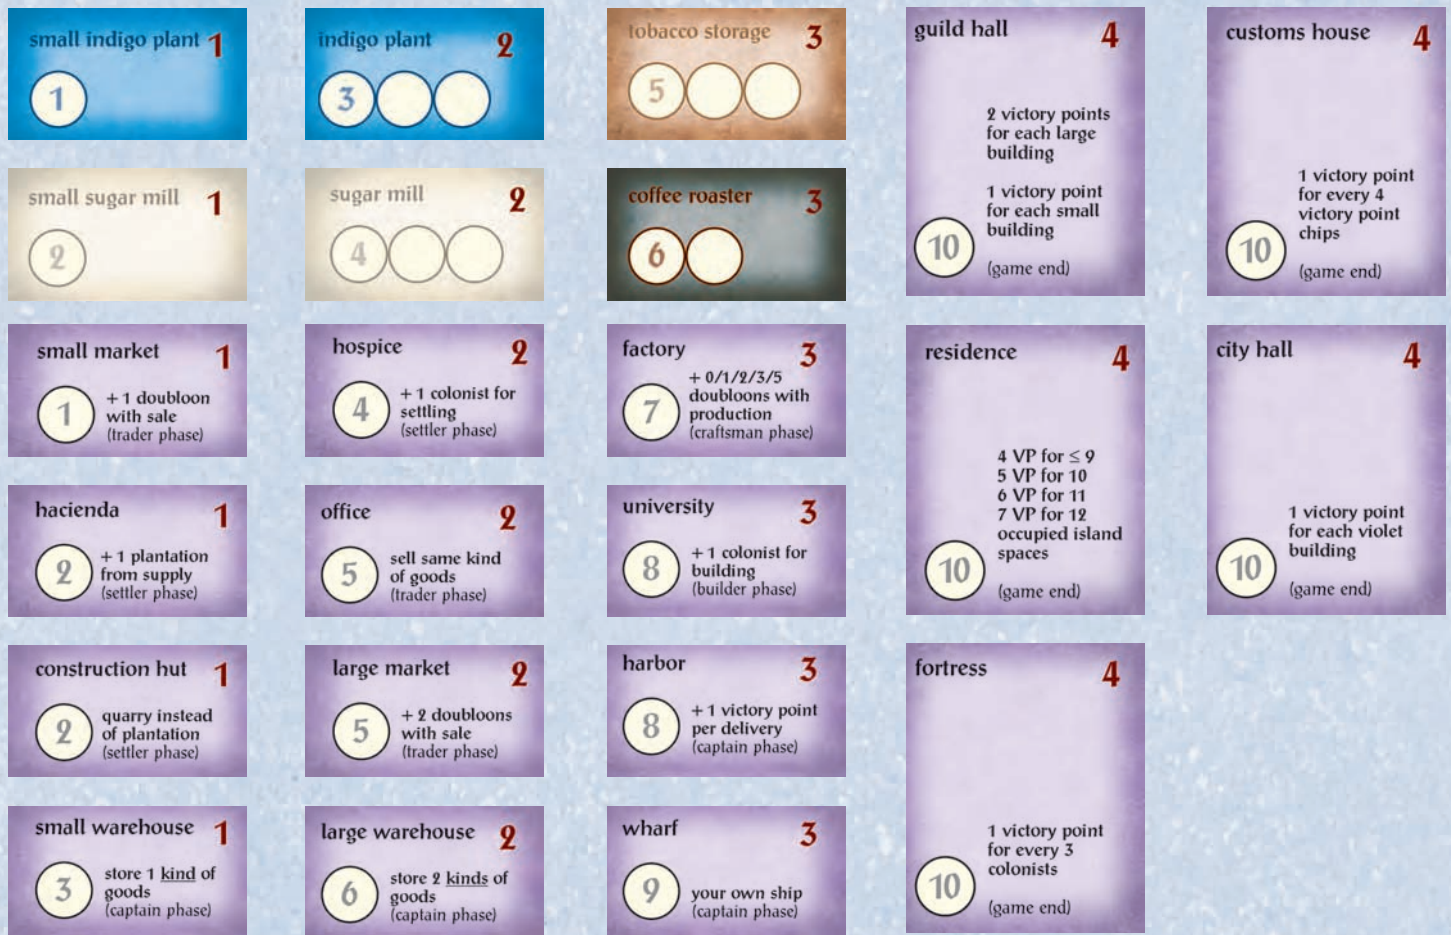 small indigo plant 1
1
indigo plant 2
3
tobacco storage 3
5
guild hall 4
2 victory points
for each large
building
1 victory point
for each small
building
10
(game end)
customs house 4
1 victory point
for every 4
victory point
chips
10
(game end)
small sugar mill 1
2
sugar mill 2
4
coffee roaster 3
6
small market 1
1
+ 1 doubloon
with sale
(trader phase)
hospice 2
4
+ 1 colonist for
settling
(settler phase)
factory 3
7
+ 0/1/2/3/5
doubloons with
production
(craftsman phase)
residence 4
4 VP for ≤ 9
5 VP for 10
6 VP for 11
7 VP for 12
occupied island
spaces
10
(game end)
city hall 4
1 victory point
for each violet
building
10
(game end)
hacienda 1
2
+ 1 plantation
from supply
(settler phase)
office 2
5
sell same kind
of goods
(trader phase)
university 3
8
+ 1 colonist for
building
(builder phase)
construction hut 1
2
quarry instead
of plantation
(settler phase)
large market 2
5
+ 2 doubloons
with sale
(trader phase)
harbor 3
8
+ 1 victory point
per delivery
(captain phase)
fortress 4
1 victory point
for every 3
colonists
10
(game end)
small warehouse 1
3
store 1 kind of
goods
(captain phase)
large warehouse 2
6
store 2 kinds of
goods
(captain phase)
wharf 3
9
your own ship
(captain phase)